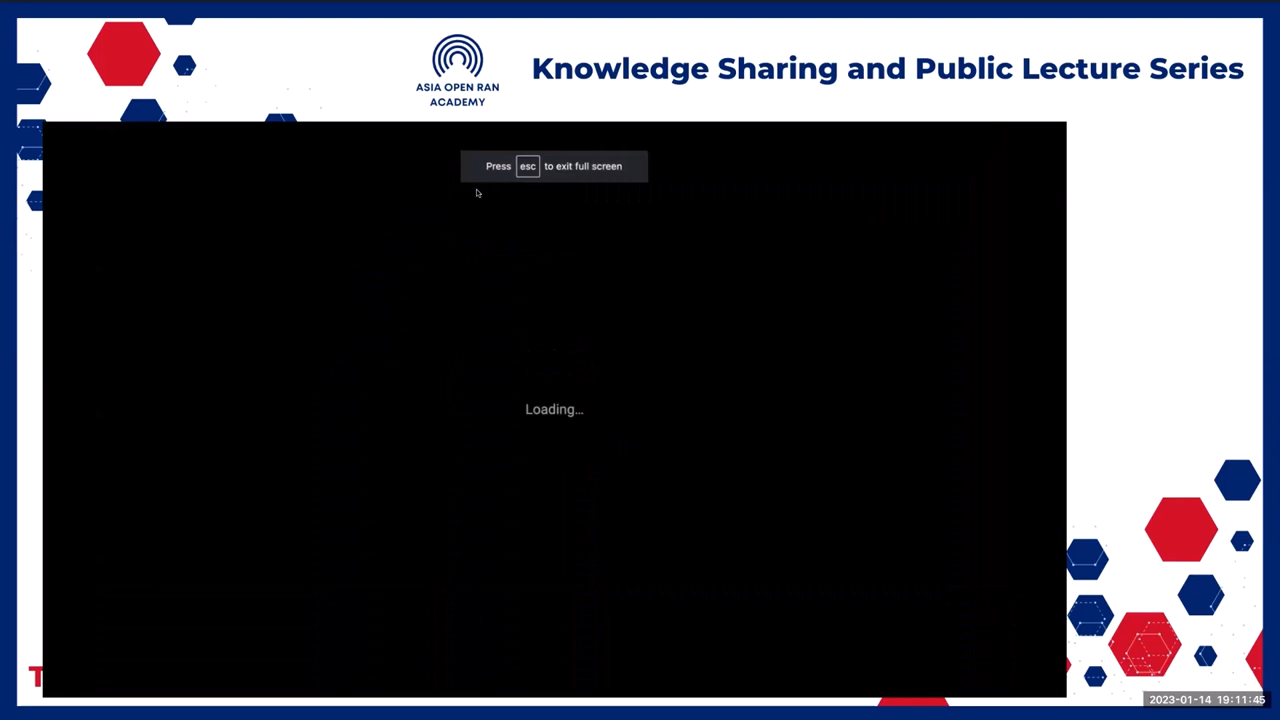 ASIA OPEN RAN
ACADEMY
Knowledge Sharing and Public Lecture Series
Press esc to exit full screen
Loading...
T
2023-01-14 19:11:45